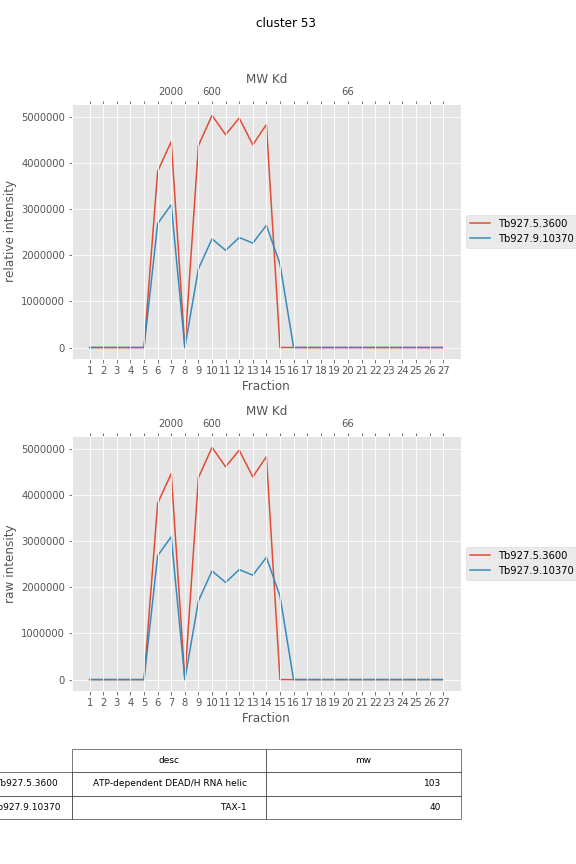 cluster 53
MW Kd
2000 600 66
5000000
4000000
3000000
2000000
1000000
0
relative intensity
1 2 3 4 5 6 7 8 9 10 11 12 13 14 15 16 17 18 19 20 21 22 23 24 25 26 27
Fraction
Tb927.5.3600
Tb927.9.10370
MW Kd
2000 600 66
5000000
4000000
3000000
2000000
1000000
0
raw intensity
1 2 3 4 5 6 7 8 9 10 11 12 13 14 15 16 17 18 19 20 21 22 23 24 25 26 27
Fraction
Tb927.5.3600
Tb927.9.10370
desc mw
b927.5.3600 ATP-dependent DEAD/H RNA helic 103
b927.9.10370 TAX-1 40